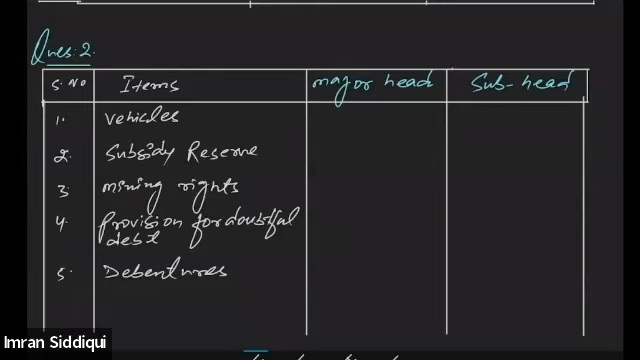 Ques:2.
S.NO Items major head Sub-head
1. Vehicles
2. Subsidy Reserve
3. mining rights
4. Provision for doubtful
debt
5. Debentures
Imran Siddiqui